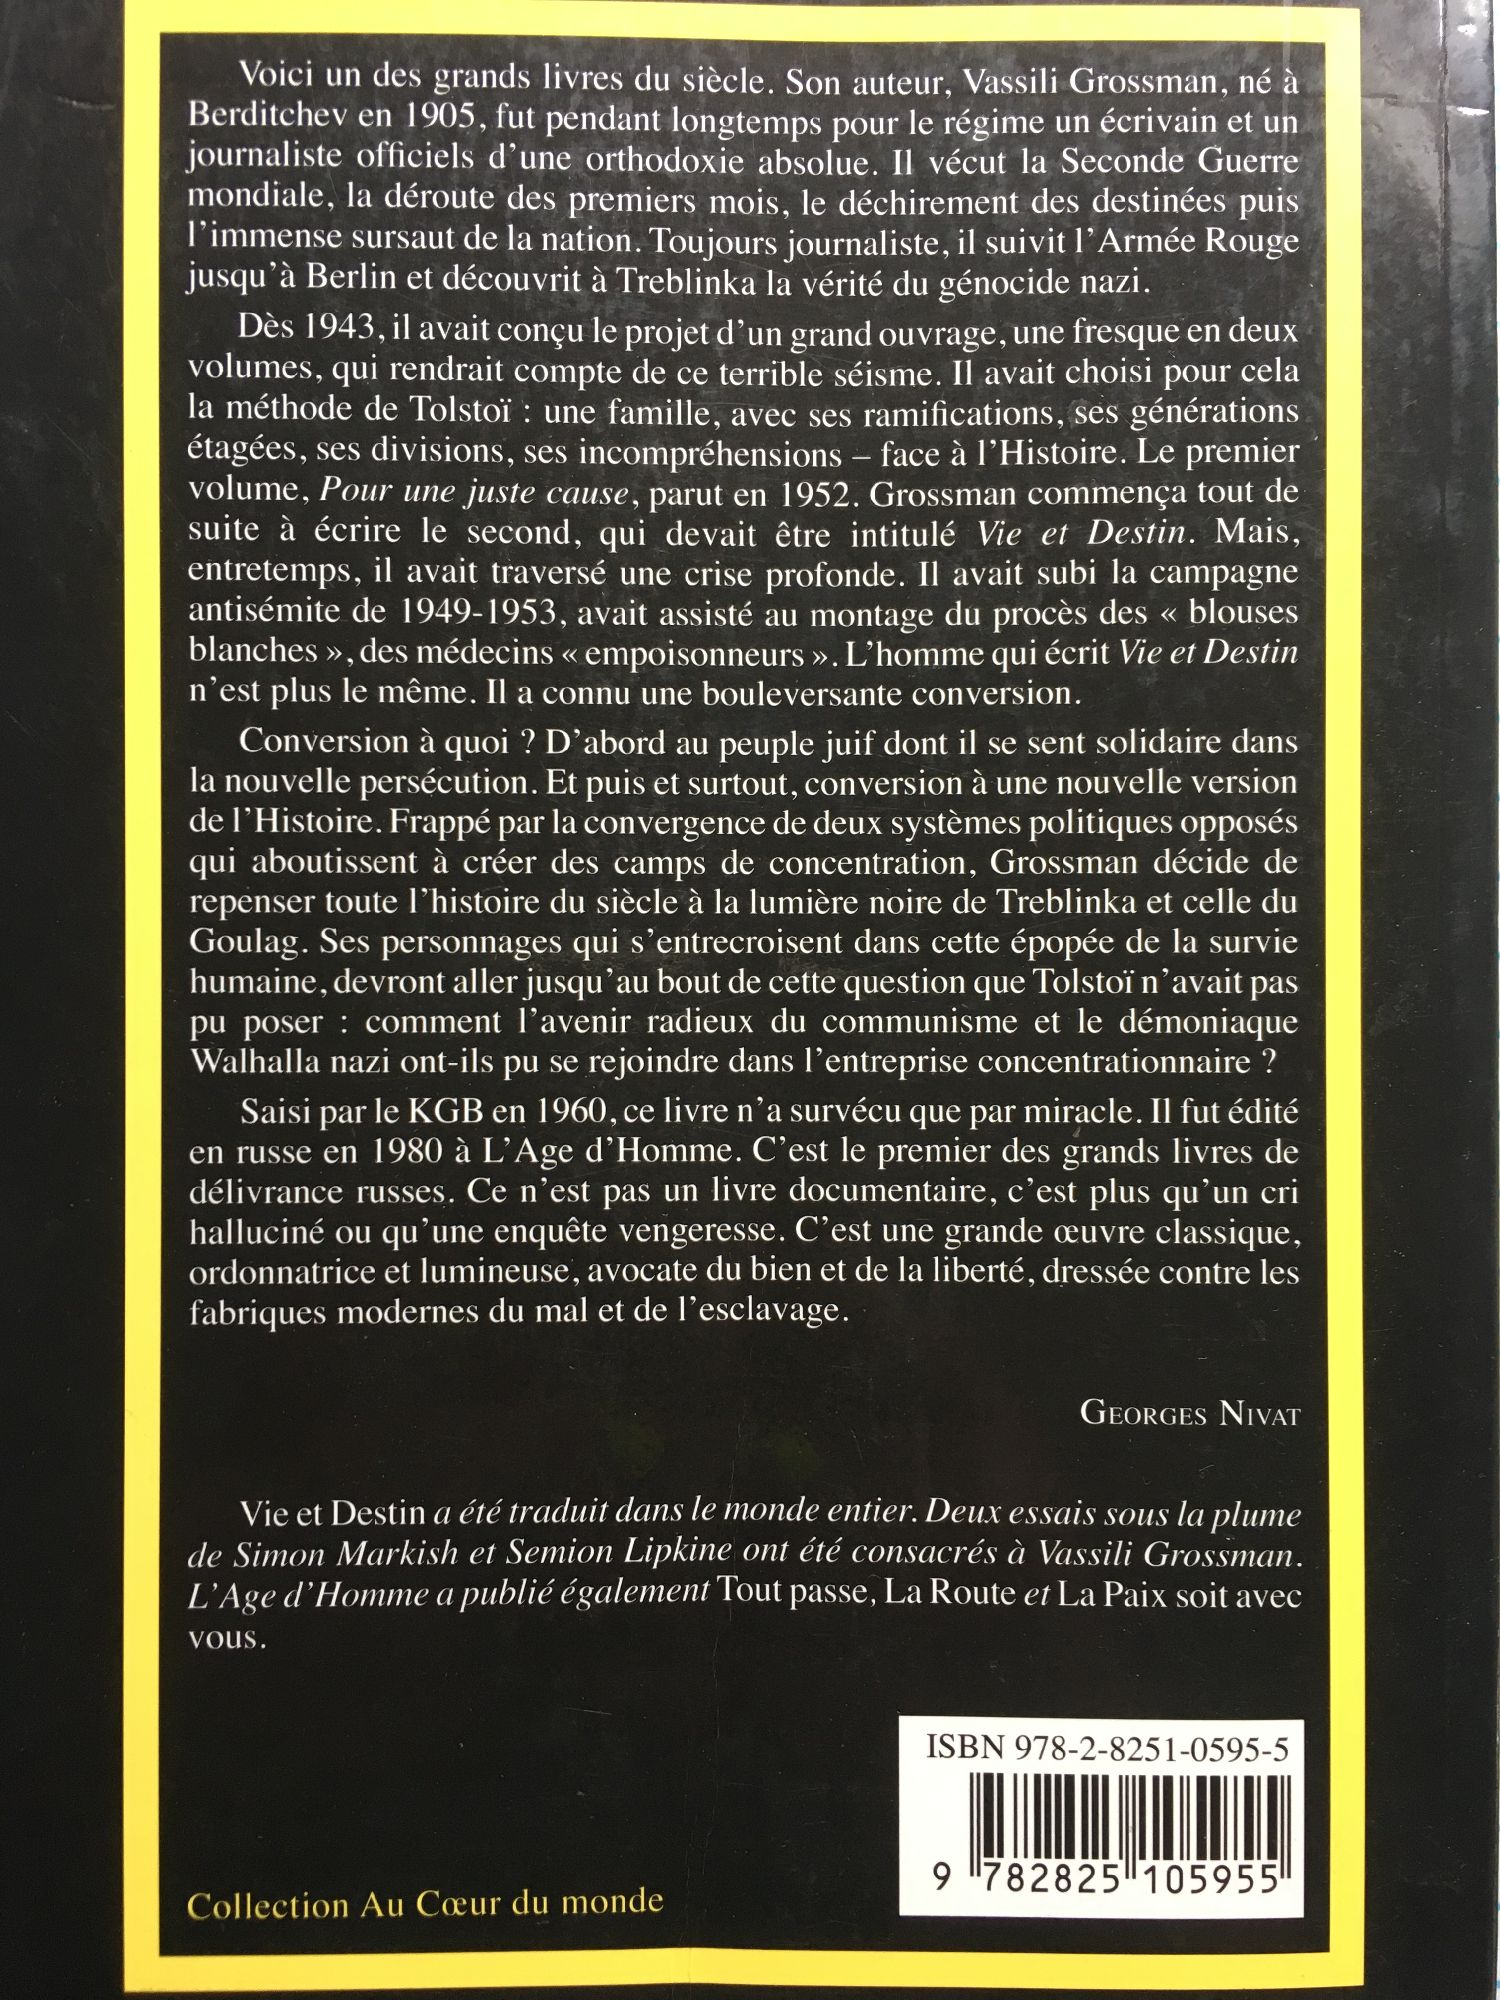 Voici un des grands livres du siècle. Son auteur, Vassili Grossman, né à
Berditchev en 1905, fut pendant longtemps pour le régime un écrivain et un
journaliste officiels d'une orthodoxie absolue. Il vécut la Seconde Guerre
mondiale, la déroute des premiers mois, le déchirement des destinées puis
l'immense sursaut de la nation. Toujours journaliste, il suivit l'Armée Rouge
jusqu'à Berlin et découvrit à Treblinka la vérité du génocide nazi.
Dès 1943, il avait conçu le projet d'un grand ouvrage, une fresque en deux
volumes, qui rendrait compte de ce terrible séisme. Il avait choisi pour cela
la méthode de Tolstoï : une famille, avec ses ramifications, ses générations
étagées, ses divisions, ses incompréhensions – face à l'Histoire. Le premier
volume, Pour une juste cause, parut en 1952. Grossman commença tout de
suite à écrire le second, qui devait être intitulé Vie et Destin. Mais,
entretemps, il avait traversé une crise profonde. Il avait subi la campagne
antisémite de 1949-1953, avait assisté au montage du procès des « blouses
blanches », des médecins « empoisonneurs ». L'homme qui écrit Vie et Destin
n'est plus le même. Il a connu une bouleversante conversion.
Conversion à quoi ? D'abord au peuple juif dont il se sent solidaire dans
la nouvelle persécution. Et puis et surtout, conversion à une nouvelle version
de l'Histoire. Frappé par la convergence de deux systèmes politiques opposés
qui aboutissent à créer des camps de concentration, Grossman décide de
repenser toute l'histoire du siècle à la lumière noire de Treblinka et celle du
Goulag. Ses personnages qui s'entrecroisent dans cette épopée de la survie
humaine, devront aller jusqu'au bout de cette question que Tolstoï n'avait pas
pu poser : comment l'avenir radieux du communisme et le démoniaque
Walhalla nazi ont-ils pu se rejoindre dans l'entreprise concentrationnaire ?
Saisi par le KGB en 1960, ce livre n'a survécu que par miracle. Il fut édité
en russe en 1980 à L'Age d'Homme. C'est le premier des grands livres de
délivrance russes. Ce n'est pas un livre documentaire, c'est plus qu'un cri
halluciné ou qu'une enquête vengeresse. C'est une grande œuvre classique,
ordonnatrice et lumineuse, avocate du bien et de la liberté, dressée contre les
fabriques modernes du mal et de l'esclavage.
GEORGES NIVAT
Vie et Destin a été traduit dans le monde entier. Deux essais sous la plume
de Simon Markish et Semion Lipkine ont été consacrés à Vassili Grossman.
L'Age d'Homme a publié également Tout passe, La Route et La Paix soit avec
vous.
ISBN 978-2-8251-0595-5
9 782825 105955
Collection Au Cœur du monde